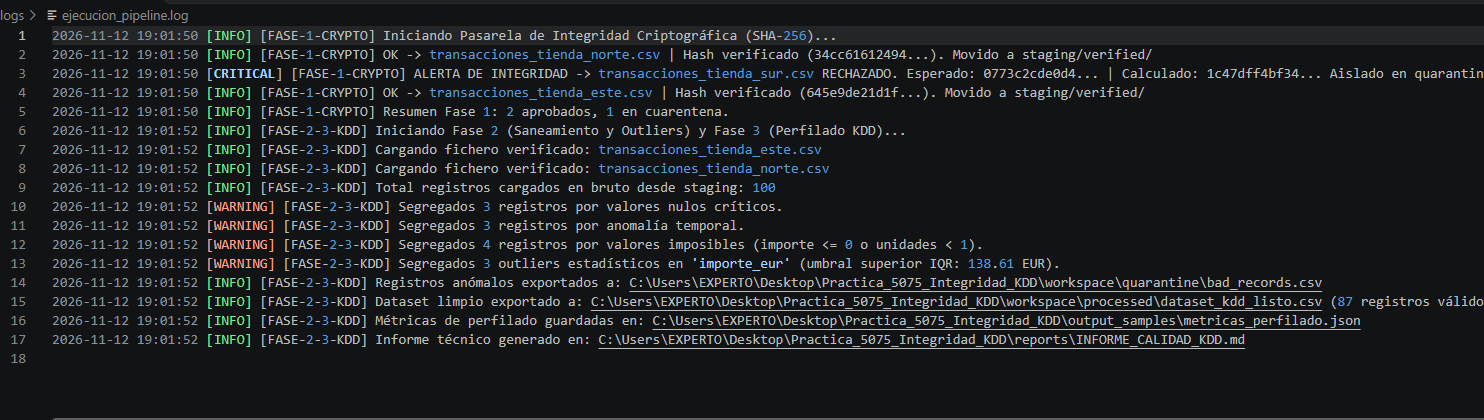 logs > ejecucion_pipeline.log
1 2026-11-12 19:01:50 [INFO] [FASE-1-CRYPTO] Iniciando Pasarela de Integridad Criptográfica (SHA-256)...
2 2026-11-12 19:01:50 [INFO] [FASE-1-CRYPTO] OK -> transacciones_tienda_norte.csv | Hash verificado (34cc61612494...). Movido a staging/verified/
3 2026-11-12 19:01:50 [CRITICAL] [FASE-1-CRYPTO] ALERTA DE INTEGRIDAD -> transacciones_tienda_sur.csv RECHAZADO. Esperado: 0773c2cde0d4... | Calculado: 1c47dff4bf34... Aislado en quarantin
4 2026-11-12 19:01:50 [INFO] [FASE-1-CRYPTO] OK -> transacciones_tienda_este.csv | Hash verificado (645e9de21d1f...). Movido a staging/verified/
5 2026-11-12 19:01:50 [INFO] [FASE-1-CRYPTO] Resumen Fase 1: 2 aprobados, 1 en cuarentena.
6 2026-11-12 19:01:52 [INFO] [FASE-2-3-KDD] Iniciando Fase 2 (Saneamiento y Outliers) y Fase 3 (Perfilado KDD)...
7 2026-11-12 19:01:52 [INFO] [FASE-2-3-KDD] Cargando fichero verificado: transacciones_tienda_este.csv
8 2026-11-12 19:01:52 [INFO] [FASE-2-3-KDD] Cargando fichero verificado: transacciones_tienda_norte.csv
9 2026-11-12 19:01:52 [INFO] [FASE-2-3-KDD] Total registros cargados en bruto desde staging: 100
10 2026-11-12 19:01:52 [WARNING] [FASE-2-3-KDD] Segregados 3 registros por valores nulos críticos.
11 2026-11-12 19:01:52 [WARNING] [FASE-2-3-KDD] Segregados 3 registros por anomalía temporal.
12 2026-11-12 19:01:52 [WARNING] [FASE-2-3-KDD] Segregados 4 registros por valores imposibles (importe <= 0 o unidades < 1).
13 2026-11-12 19:01:52 [WARNING] [FASE-2-3-KDD] Segregados 3 outliers estadísticos en 'importe_eur' (umbral superior IQR: 138.61 EUR).
14 2026-11-12 19:01:52 [INFO] [FASE-2-3-KDD] Registros anómalos exportados a: C:\Users\EXPERTO\Desktop\Practica_5075_Integridad_KDD\workspace\quarantine\bad_records.csv
15 2026-11-12 19:01:52 [INFO] [FASE-2-3-KDD] Dataset limpio exportado a: C:\Users\EXPERTO\Desktop\Practica_5075_Integridad_KDD\workspace\processed\dataset_kdd_listo.csv (87 registros válido
16 2026-11-12 19:01:52 [INFO] [FASE-2-3-KDD] Métricas de perfilado guardadas en: C:\Users\EXPERTO\Desktop\Practica_5075_Integridad_KDD\output_samples\metricas_perfilado.json
17 2026-11-12 19:01:52 [INFO] [FASE-2-3-KDD] Informe técnico generado en: C:\Users\EXPERTO\Desktop\Practica_5075_Integridad_KDD\reports\INFORME_CALIDAD_KDD.md
18